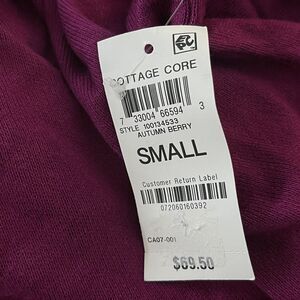 COTTAGE CORE
7 33004 66594 3
STYLE 100134533
AUTUMN BERRY
SMALL
Customer Return Label
072060160392
CA07-001
$69.50